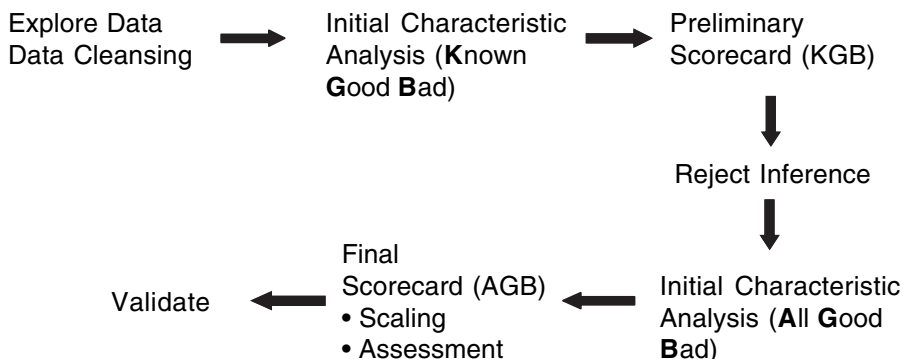 Explore Data
Data Cleansing
Initial Characteristic
Analysis (Known
Good Bad)
Preliminary
Scorecard (KGB)
Reject Inference
Initial Characteristic
Analysis (All Good
Bad)
Final
Scorecard (AGB)
• Scaling
• Assessment
Validate